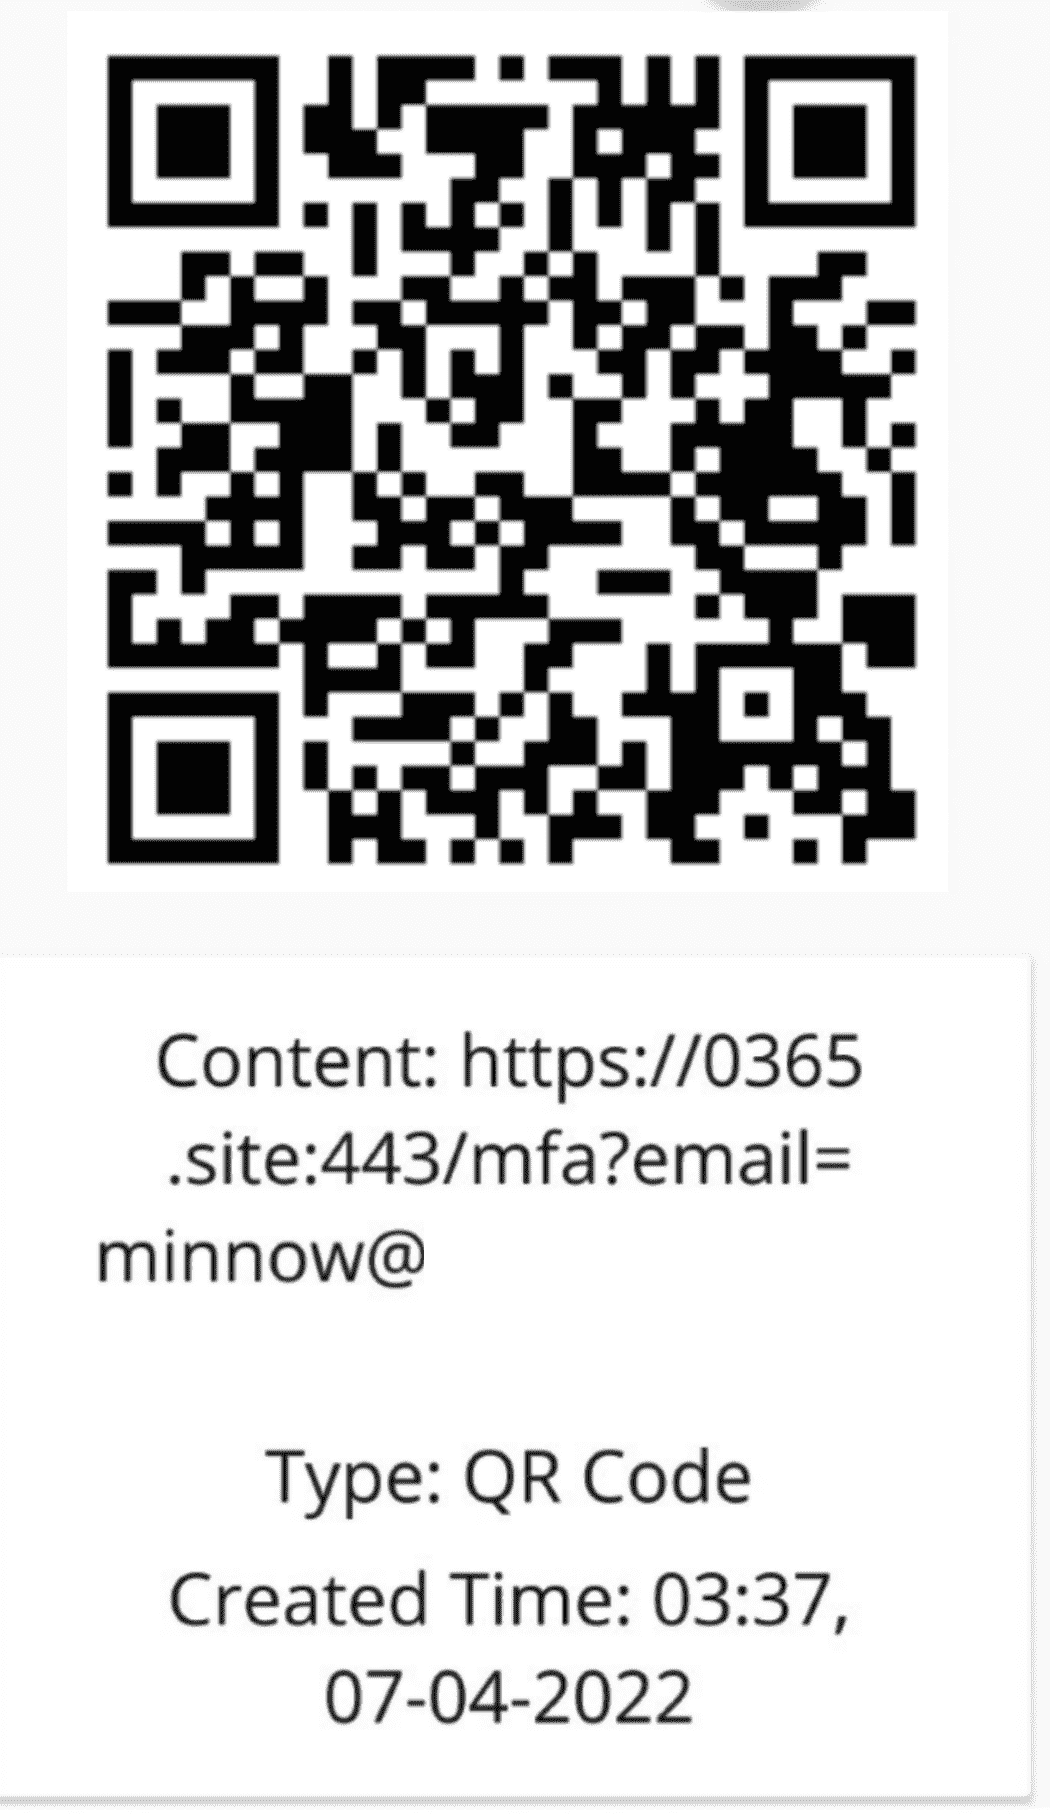 Content: https://0365
.site:443/mfa?email=
minnow@
Type: QR Code
Created Time: 03:37,
07-04-2022